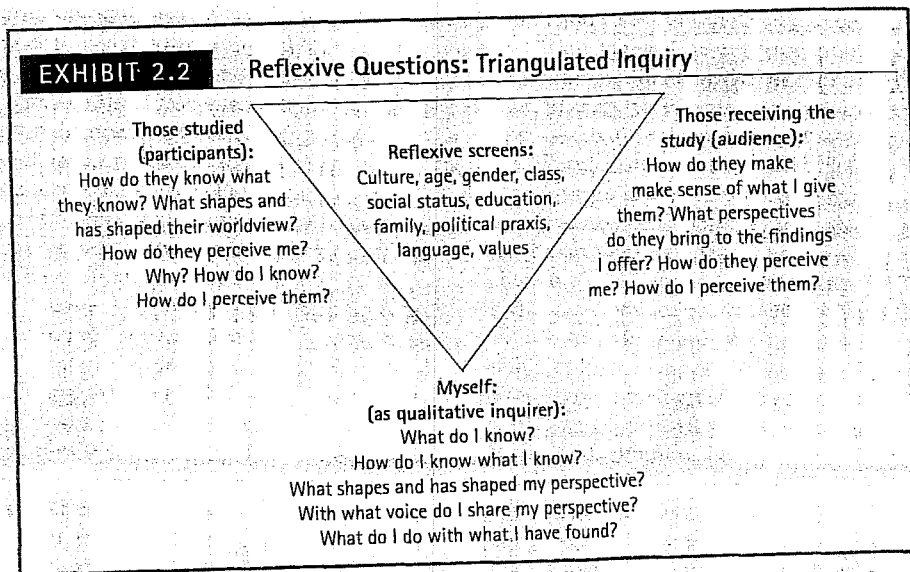 EXHIBIT 2.2 Reflexive Questions: Triangulated Inquiry
Those studied
(participants):
How do they know what
they know? What shapes and
has shaped their worldview?
How do they perceive me?
Why? How do I know?
How do I perceive them?
Reflexive screens:
Culture, age, gender, class,
social status, education,
family, political praxis,
language, values
Those receiving the
study (audience):
How do they make
make sense of what I give
them? What perspectives
do they bring to the findings
I offer? How do they perceive
me? How do I perceive them?
Myself:
(as qualitative inquirer):
What do I know?
How do I know what I know?
What shapes and has shaped my perspective?
With what voice do I share my perspective?
What do I do with what I have found?